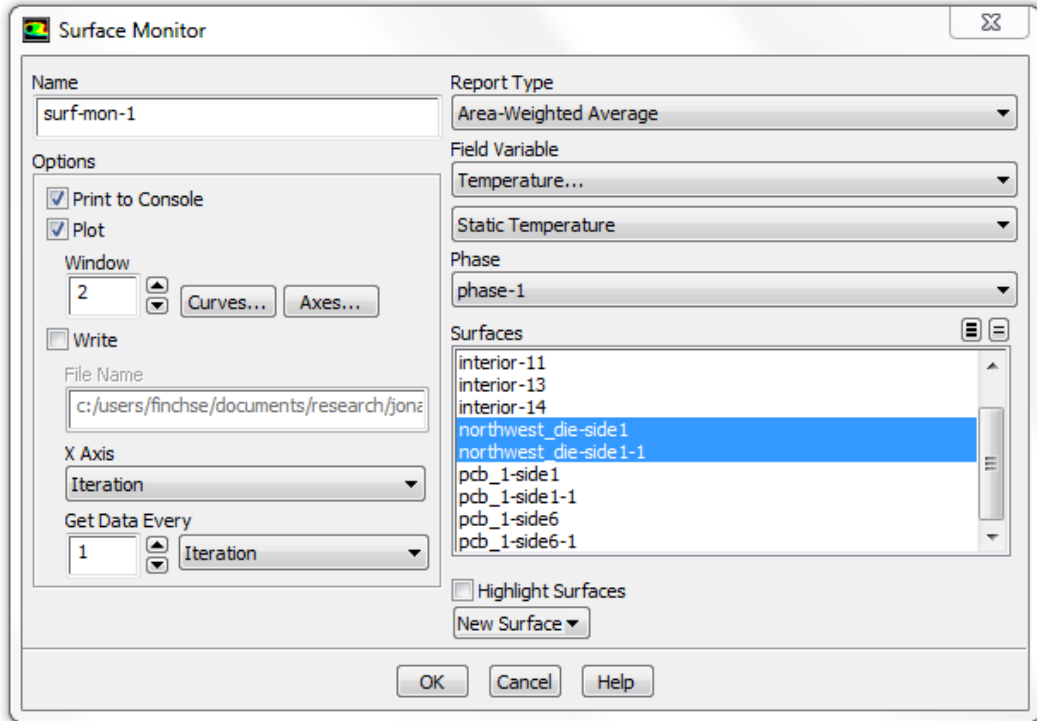 Surface Monitor
Name
surf-mon-1
Options
Print to Console
Plot
Window
2
Curves...
Axes...
Write
File Name
c:/users/finchse/documents/research/jona
X Axis
Iteration
Get Data Every
1
Iteration
Report Type
Area-Weighted Average
Field Variable
Temperature...
Static Temperature
Phase
phase-1
Surfaces
interior-11
interior-13
interior-14
northwest_die-side1
northwest_die-side1-1
pcb_1-side1
pcb_1-side1-1
pcb_1-side6
pcb_1-side6-1
Highlight Surfaces
New Surface
OK
Cancel
Help